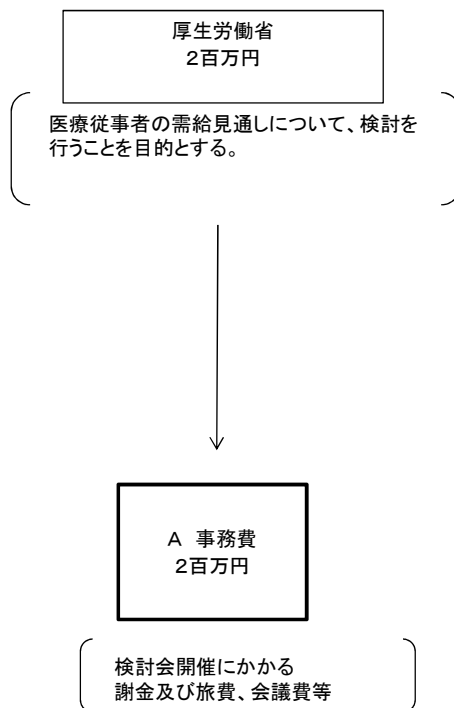 厚生労働省
2百万円
医療従事者の需給見通しについて、検討を
行うことを目的とする。
A 事務費
2百万円
検討会開催にかかる
謝金及び旅費、会議費等